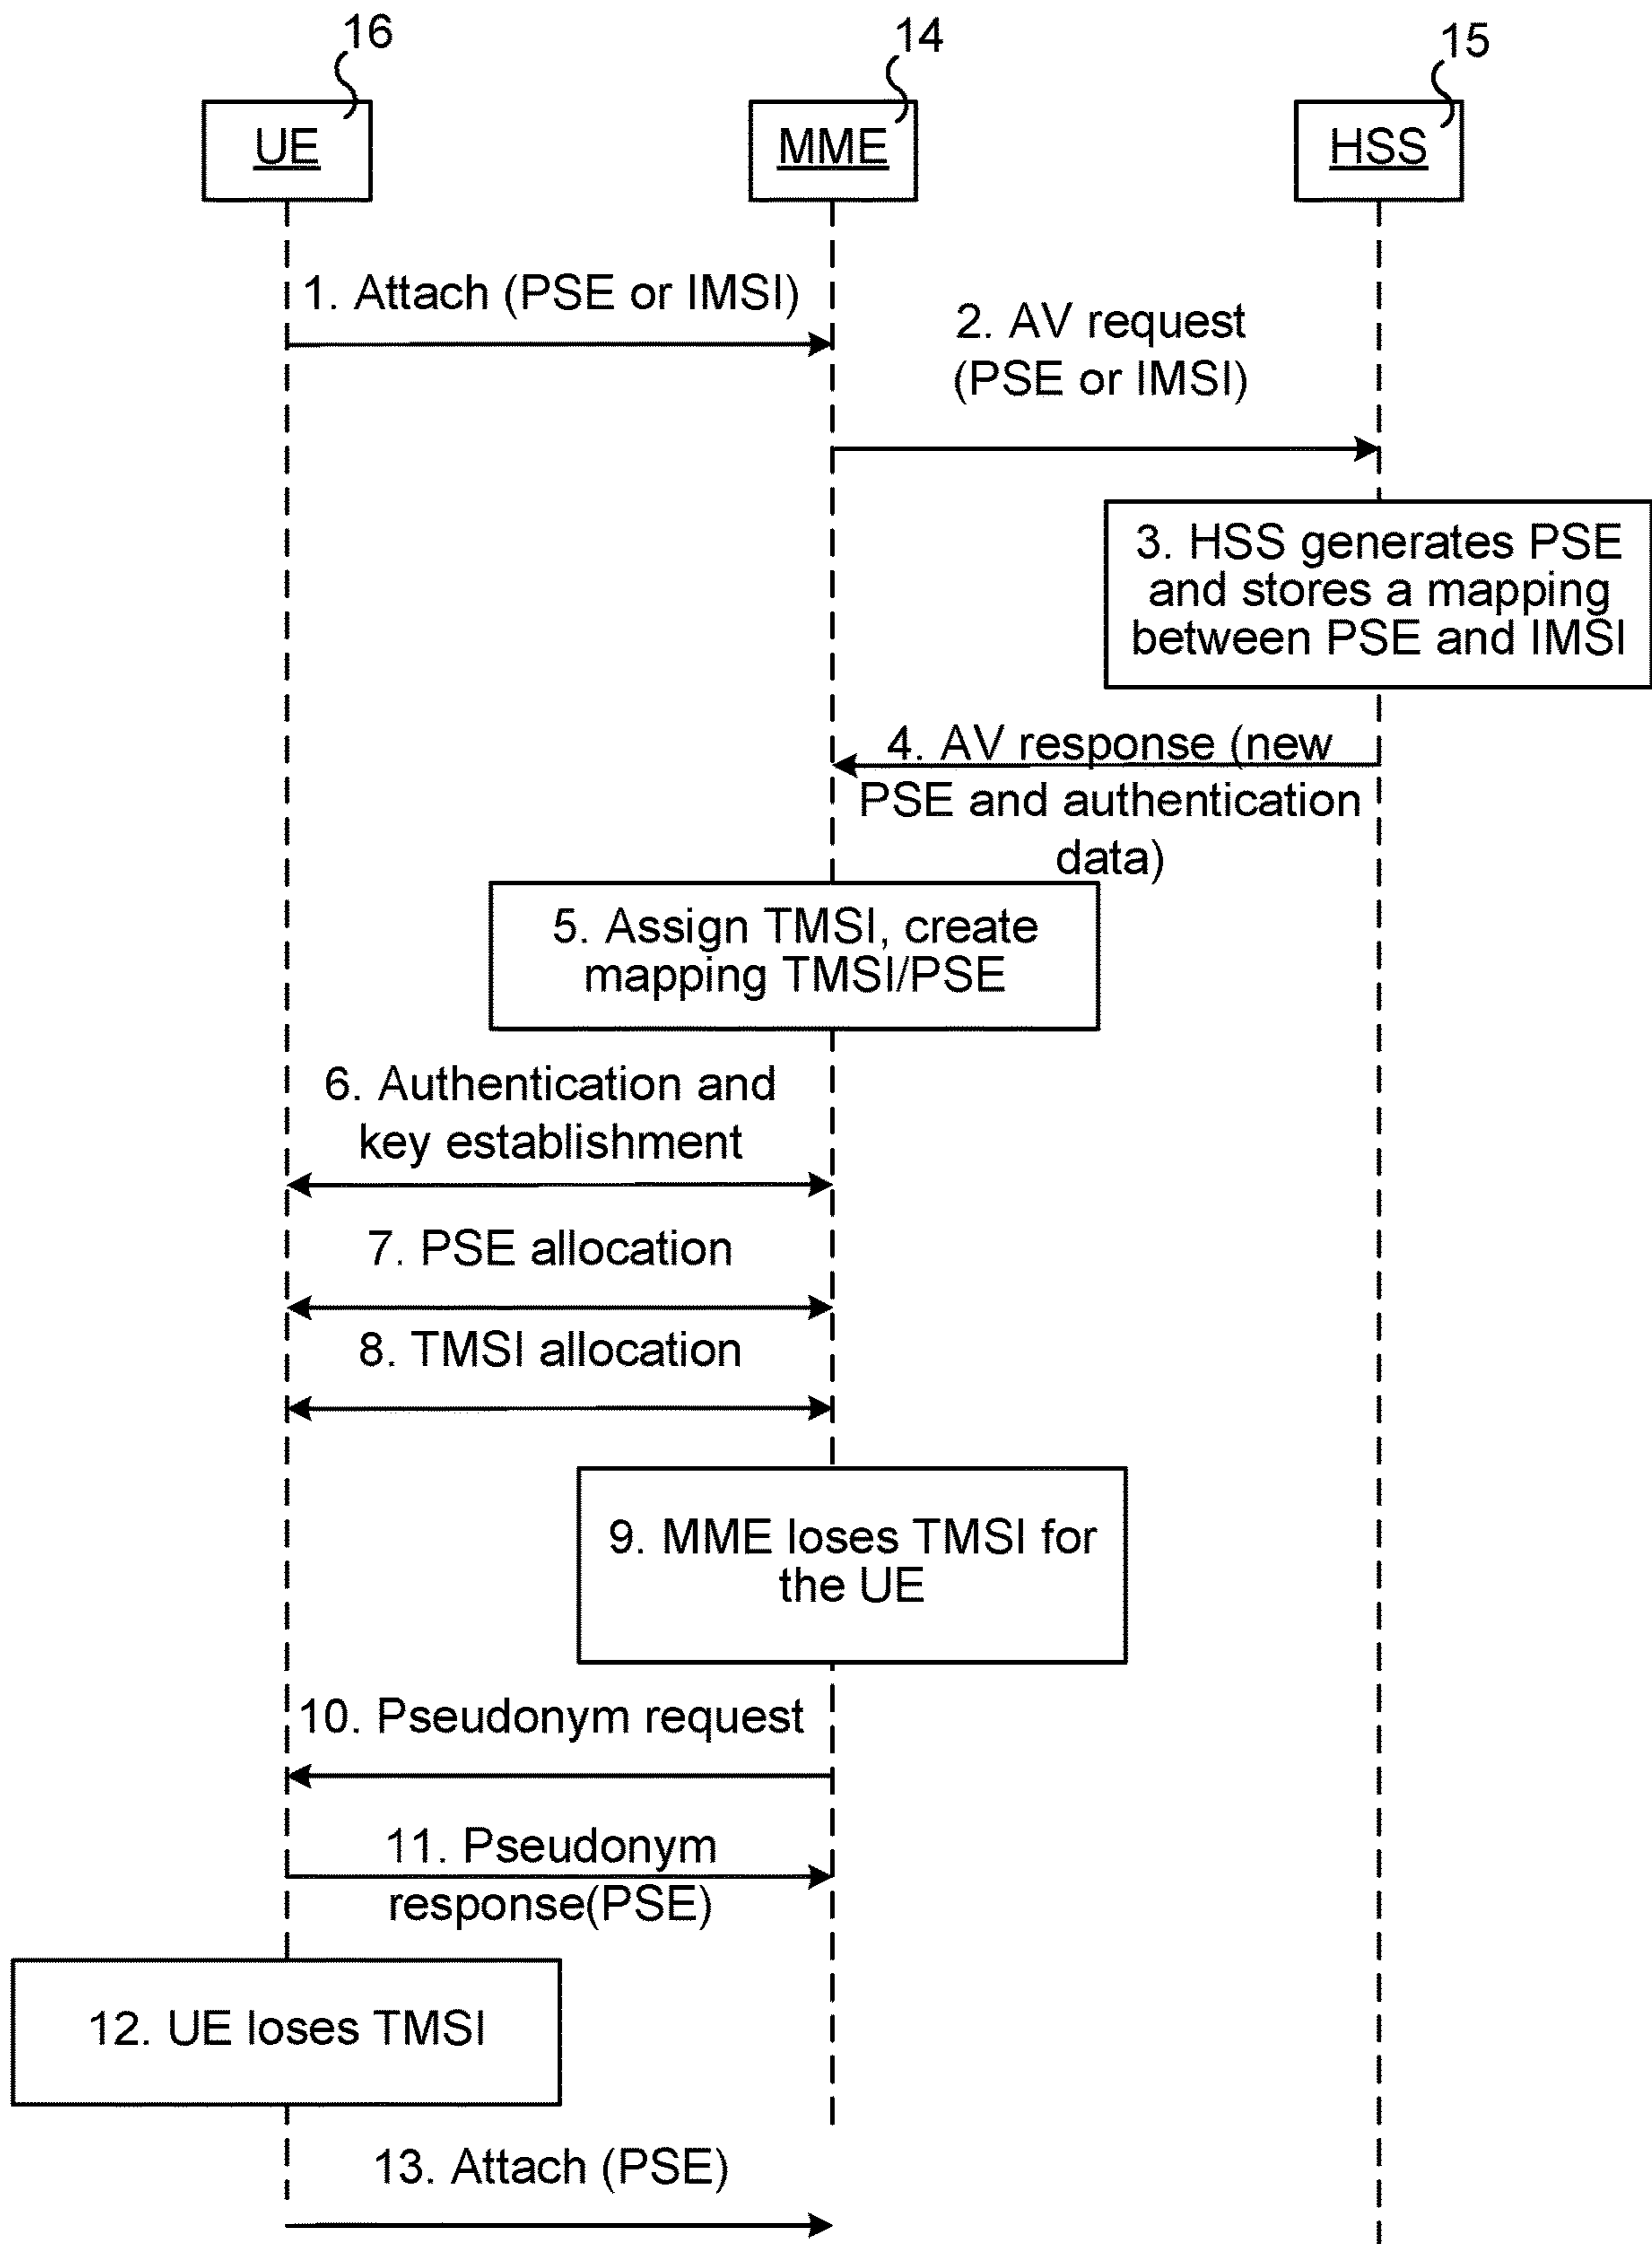 16
14
15
UE
MME
HSS
1. Attach (PSE or IMSI)
2. AV request
(PSE or IMSI)
3. HSS generates PSE
and stores a mapping
between PSE and IMSI
4. AV response (new
PSE and authentication
data)
5. Assign TMSI, create
mapping TMSI/PSE
6. Authentication and
key establishment
7. PSE allocation
8. TMSI allocation
9. MME loses TMSI for
the UE
10. Pseudonym request
11. Pseudonym
response(PSE)
12. UE loses TMSI
13. Attach (PSE)